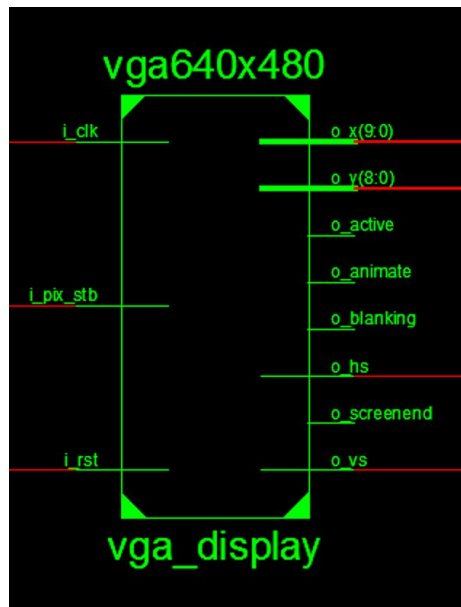 vga640x480
i_clk
o_x(9:0)
o_y(8:0)
o_active
o_animate
i_pix_stb
o_blanking
o_hs
o_screenend
i_rst
o_vs
vga_display